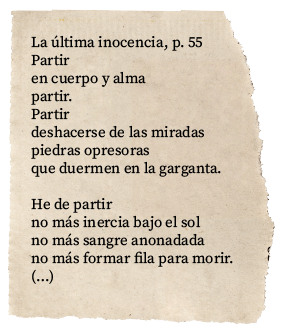 La última inocencia, p. 55
Partir
en cuerpo y alma
partir.
Partir
deshacerse de las miradas
piedras opresoras
que duermen en la garganta.

He de partir
no más inercia bajo el sol
no más sangre anonadada
no más formar fila para morir.
(...)